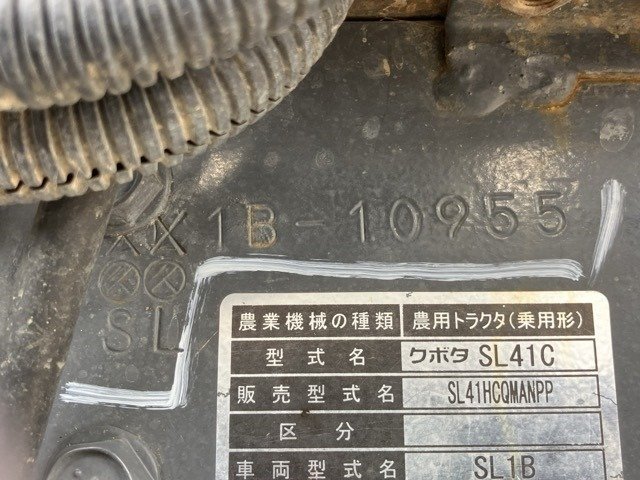 1B-10955
SL
農業機械の種類 農用トラクタ(乗用形)
型式名 クボタ SL41C
販売型式名 SL41HCQMANPP
区分
車両型式名 SL1B